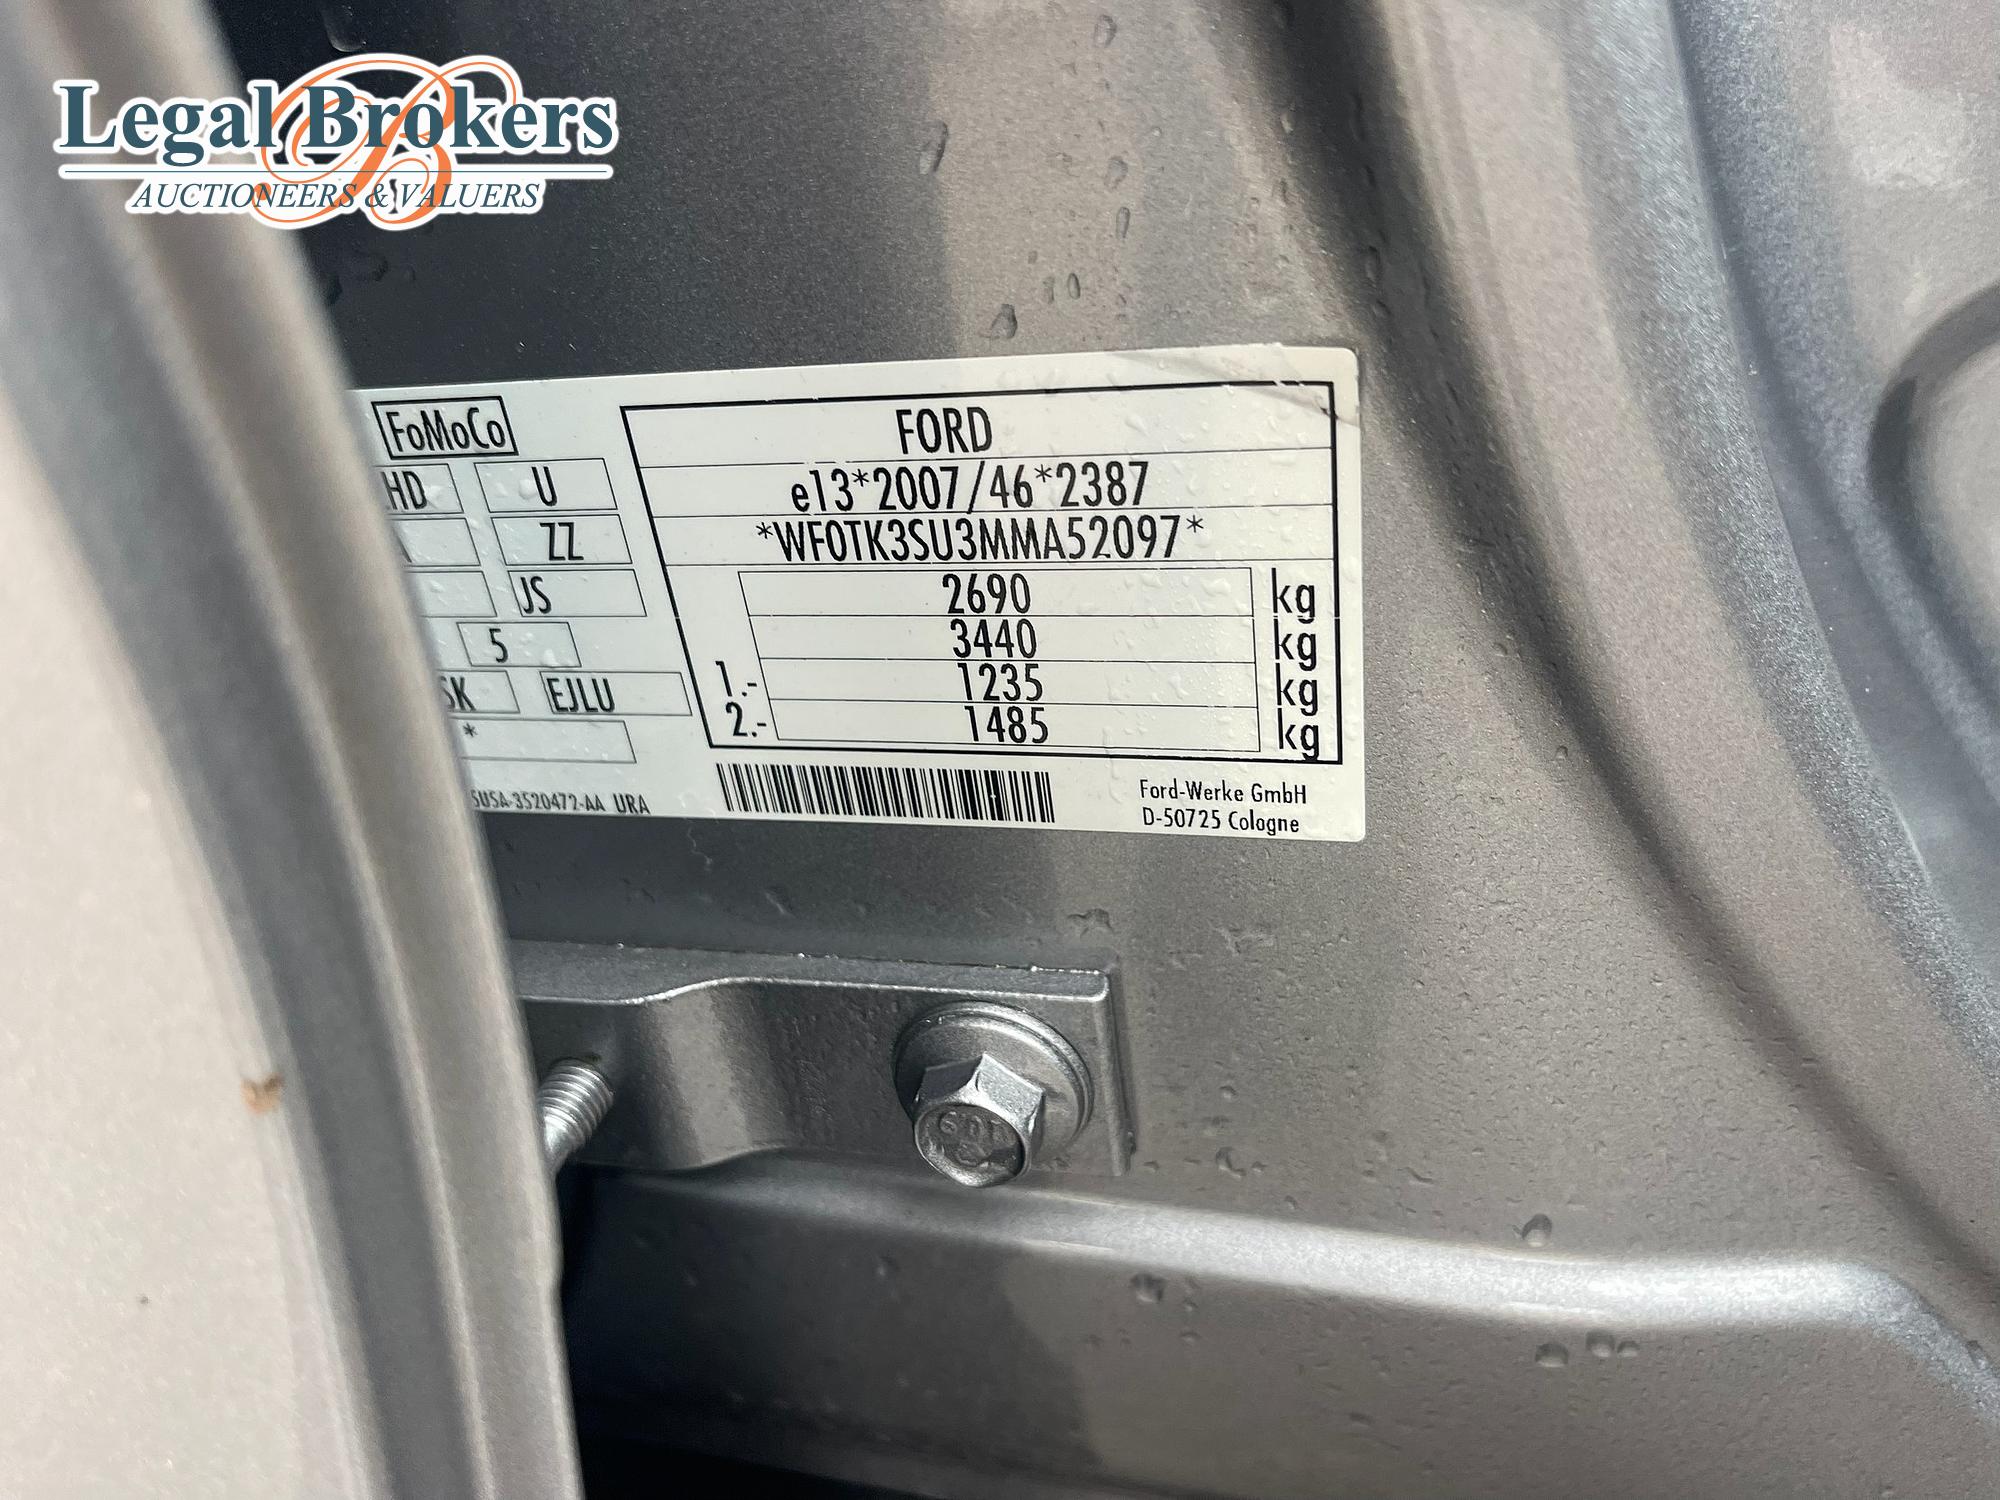 Legal Brokers
AUCTIONEERS & VALUERS
FoMoCo
HD
U
ZZ
JS
5
SK
EJLU
*
SUSA-3520472-AA URA
FORD
e13*2007/46*2387
*WF0TK3SU3MMA52097*
2690 kg
3440 kg
1.- 1235 kg
2.- 1485 kg
Ford-Werke GmbH
D-50725 Cologne